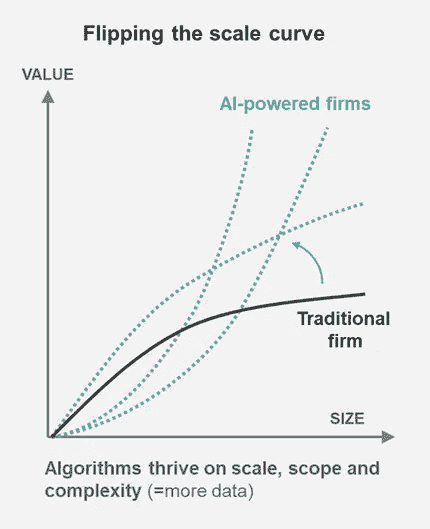 Flipping the scale curve
VALUE
AI-powered firms
Traditional
firm
SIZE
Algorithms thrive on scale, scope and
complexity (=more data)